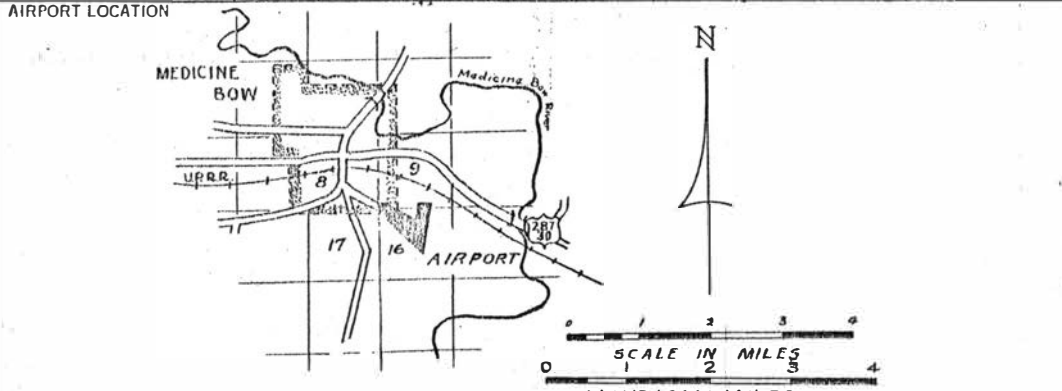 AIRPORT LOCATION
N
MEDICINE
BOW
Medicine Bow River
U.P.R.R.
8
9
287
30
17
16
AIRPORT
0 1 2 3 4
SCALE IN MILES
0 1 2 3 4